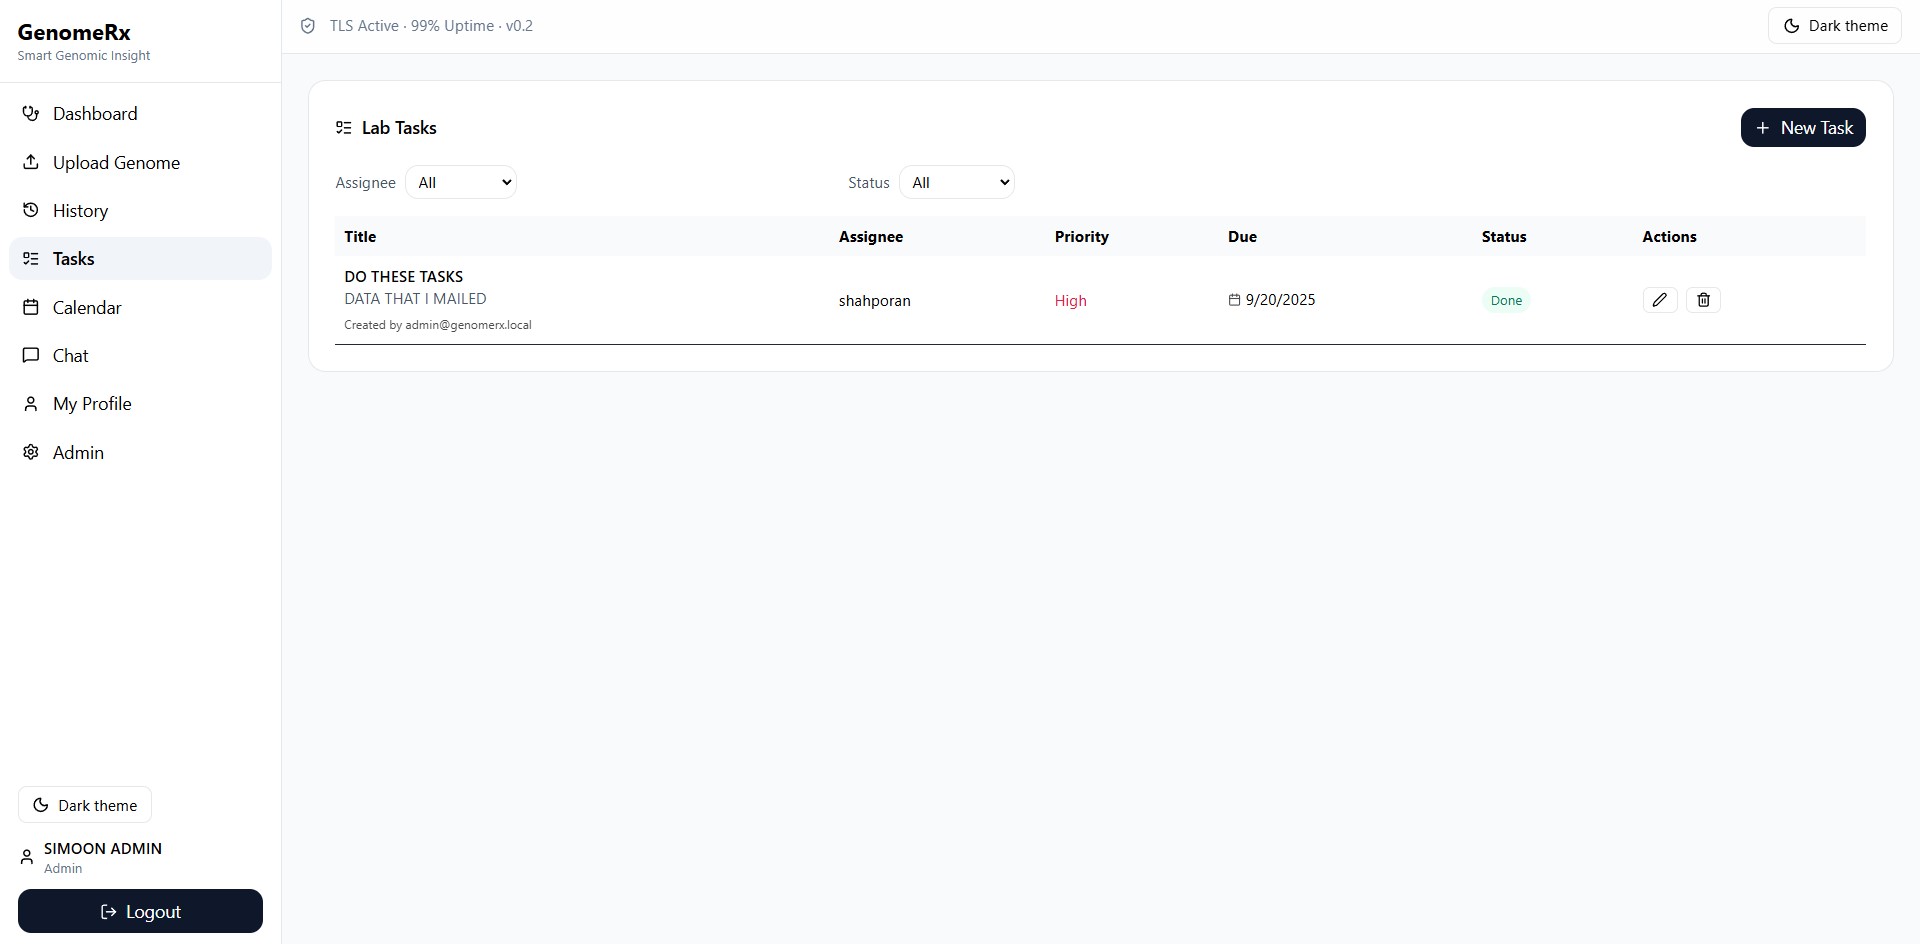 GenomeRx
Smart Genomic Insight
Dashboard
Upload Genome
History
Tasks
Calendar
Chat
My Profile
Admin
Dark theme
SIMOON ADMIN
Admin
Logout
TLS Active · 99% Uptime · v0.2
Dark theme
Lab Tasks
+ New Task
Assignee All
Status All
Title Assignee Priority Due Status Actions
DO THESE TASKS
DATA THAT I MAILED
Created by admin@genomerx.local
shahporan High 9/20/2025 Done